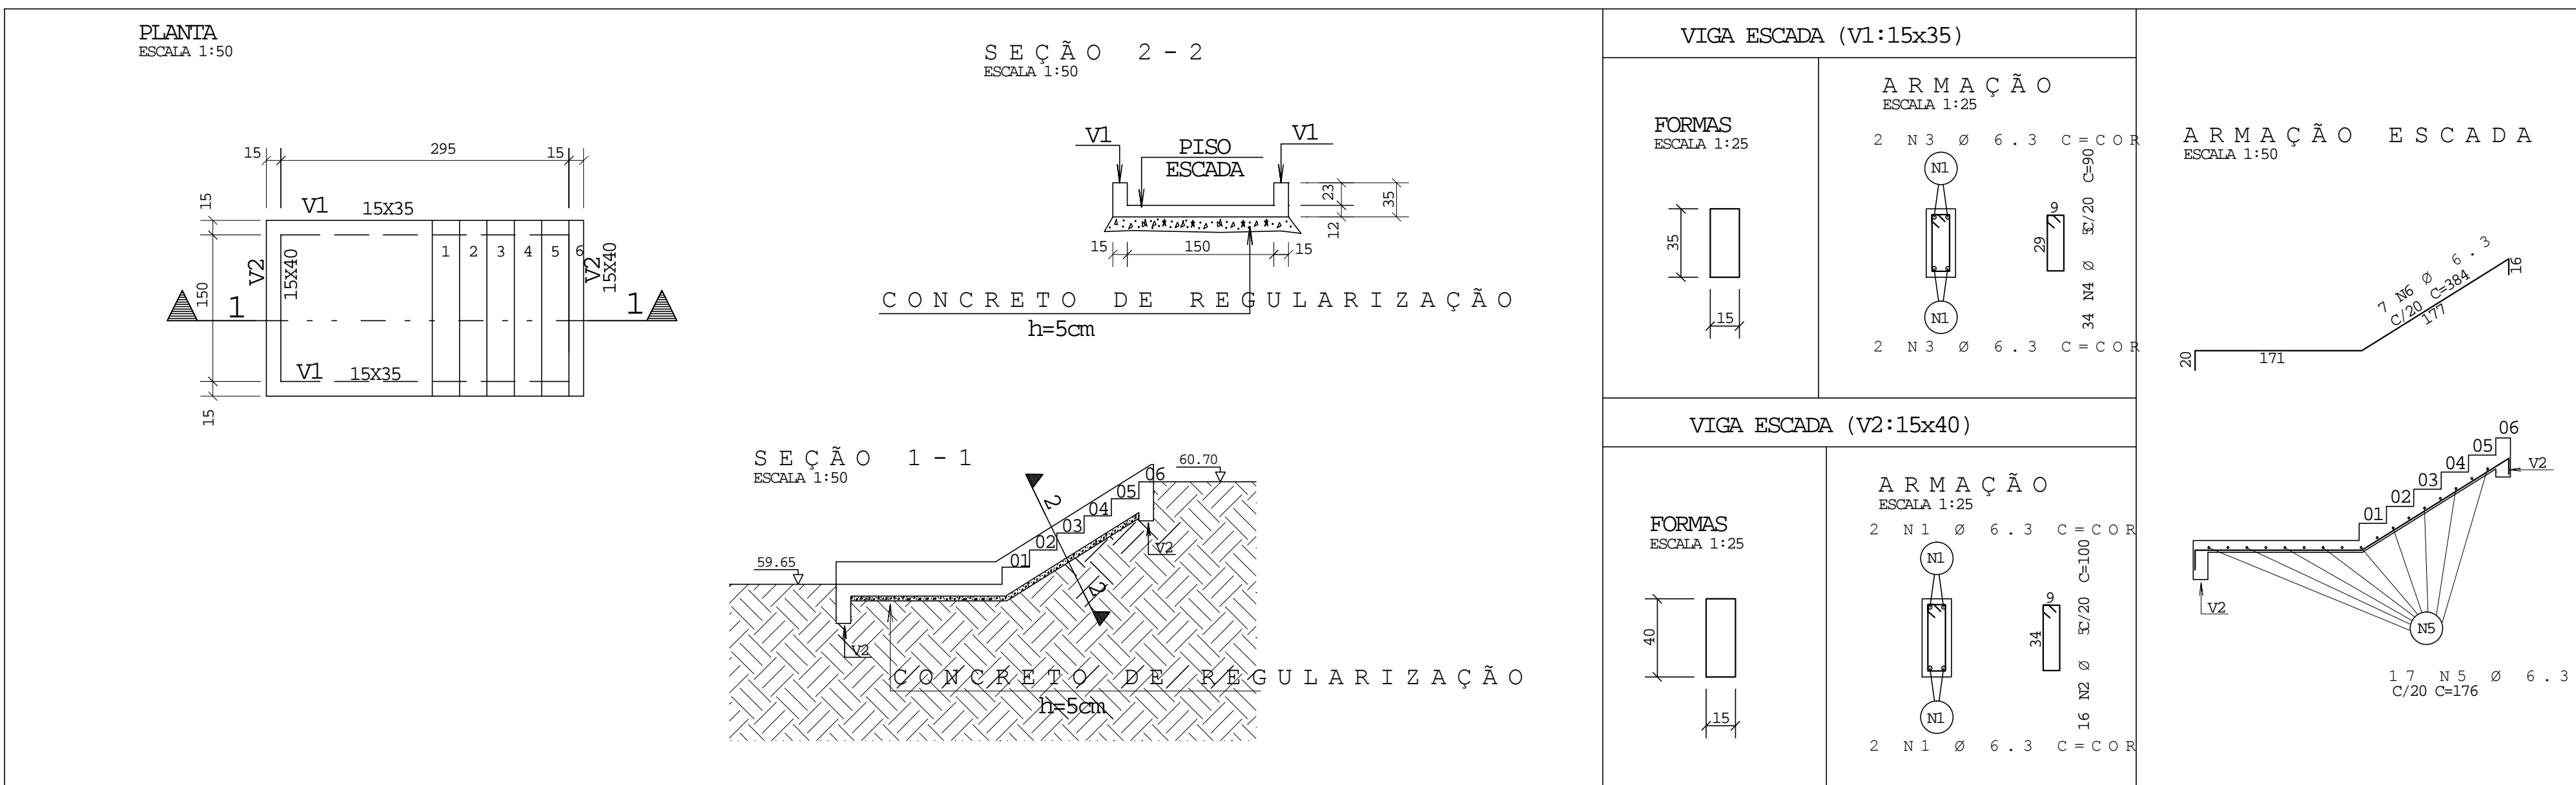 PLANTA
ESCALA 1:50
15
295
15
15
V1
15X35
V2
15X40
1
2
3
4
5
6
V2
15X40
150
1
1
V1
15X35
15
SEÇÃO 2-2
ESCALA 1:50
V1
PISO
ESCADA
V1
23
35
12
15
150
15
CONCRETO DE REGULARIZAÇÃO
h=5cm
SEÇÃO 1-1
ESCALA 1:50
60.70
59.65
2
06
05
04
03
02
01
2
V2
V2
CONCRETO DE REGULARIZAÇÃO
h=5cm
VIGA ESCADA (V1:15x35)
FORMAS
ESCALA 1:25
35
15
ARMAÇÃO
ESCALA 1:25
2 N3 Ø 6.3 C=COR
N1
9
29
34 N4 Ø 5C/20 C=90
N1
2 N3 Ø 6.3 C=COR
VIGA ESCADA (V2:15x40)
FORMAS
ESCALA 1:25
40
15
ARMAÇÃO
ESCALA 1:25
2 N1 Ø 6.3 C=COR
N1
9
34
16 N2 Ø 5C/20 C=100
N1
2 N1 Ø 6.3 C=COR
ARMAÇÃO ESCADA
ESCALA 1:50
7 N6 Ø 6.3
C/20 C=384
177
16
20
171
06
05
04
03
02
01
V2
V2
N5
17 N5 Ø 6.3
C/20 C=176